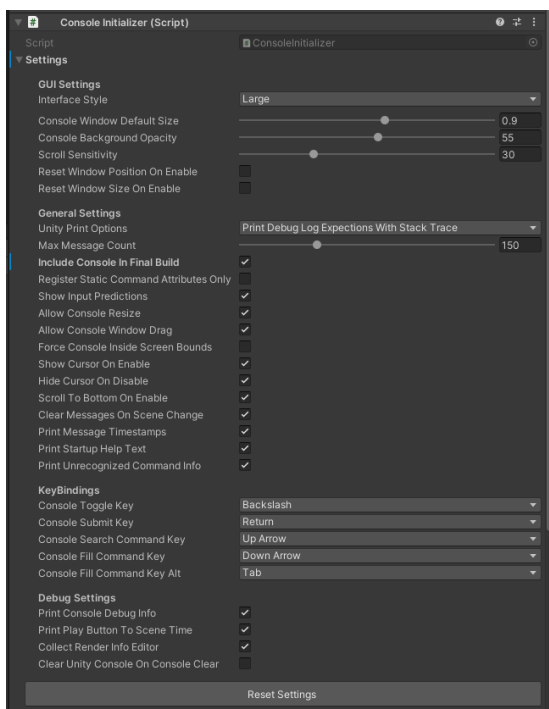 Console Initializer (Script)
Script ConsoleInitializer
Settings
GUI Settings
Interface Style Large
Console Window Default Size 0.9
Console Background Opacity 55
Scroll Sensitivity 30
Reset Window Position On Enable
Reset Window Size On Enable
General Settings
Unity Print Options Print Debug Log Expections With Stack Trace
Max Message Count 150
Include Console In Final Build
Register Static Command Attributes Only
Show Input Predictions
Allow Console Resize
Allow Console Window Drag
Force Console Inside Screen Bounds
Show Cursor On Enable
Hide Cursor On Disable
Scroll To Bottom On Enable
Clear Messages On Scene Change
Print Message Timestamps
Print Startup Help Text
Print Unrecognized Command Info
KeyBindings
Console Toggle Key Backslash
Console Submit Key Return
Console Search Command Key Up Arrow
Console Fill Command Key Down Arrow
Console Fill Command Key Alt Tab
Debug Settings
Print Console Debug Info
Print Play Button To Scene Time
Collect Render Info Editor
Clear Unity Console On Console Clear
Reset Settings